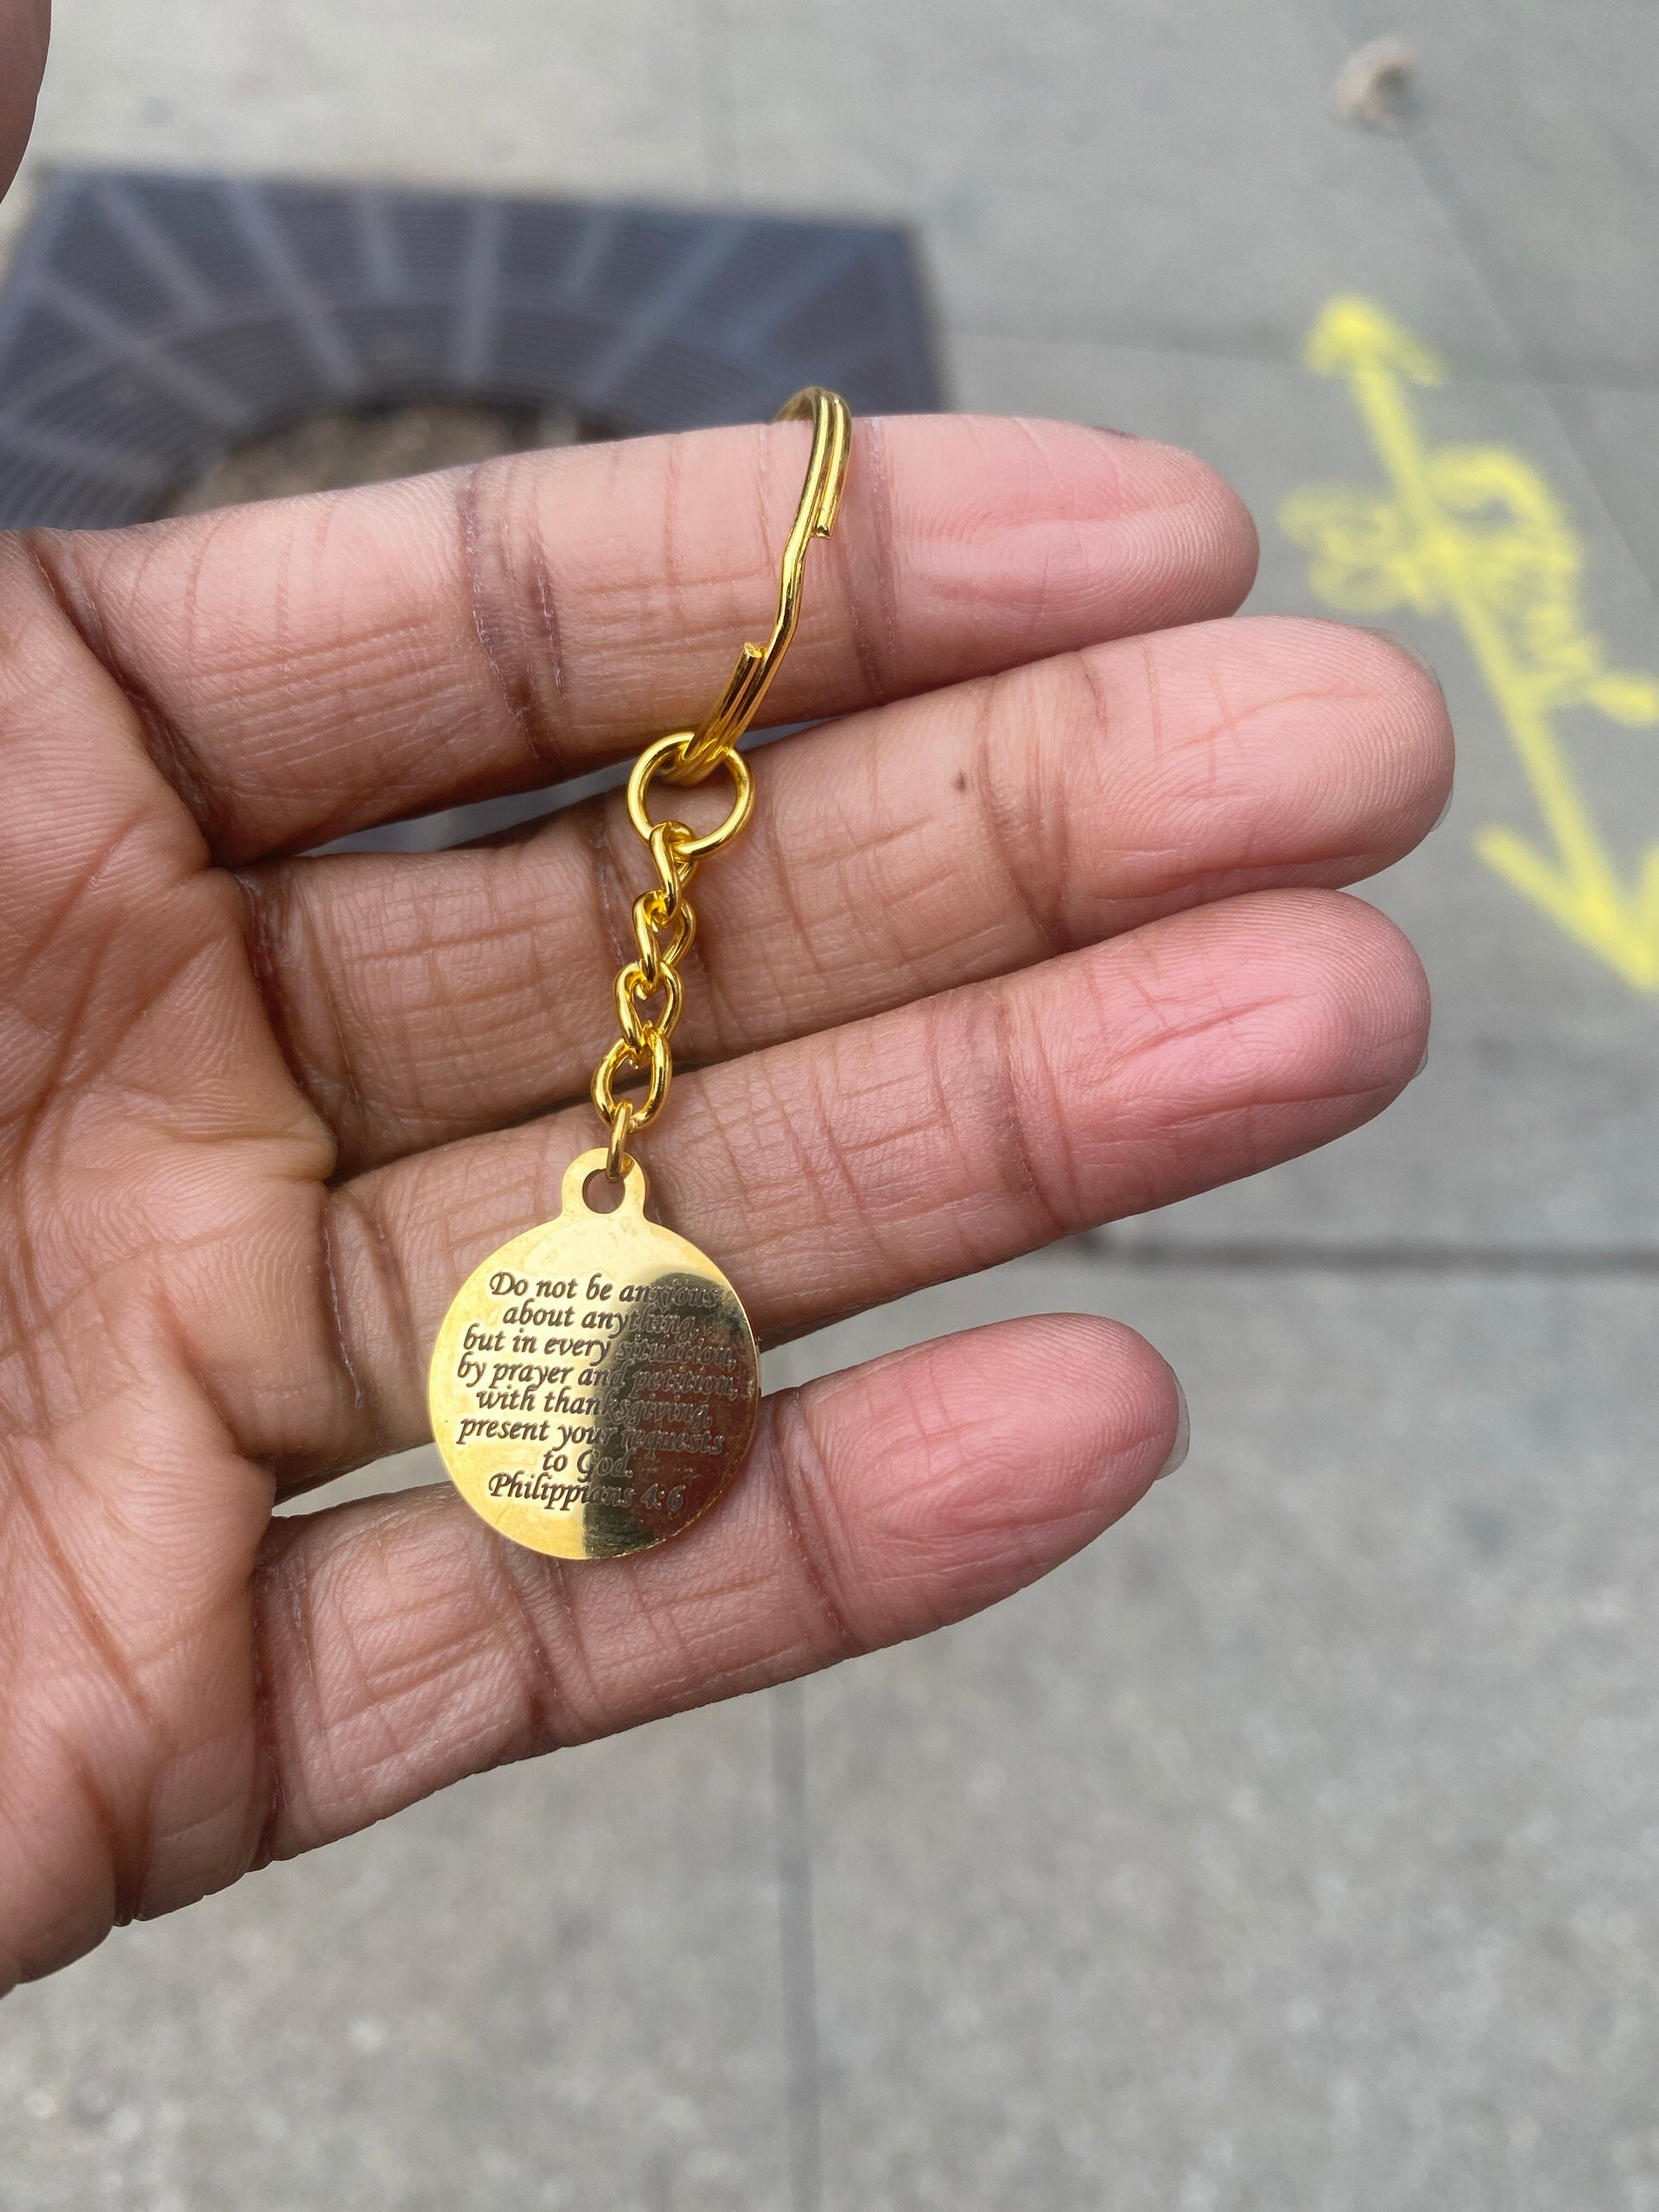 Do not be anxious
about anything,
but in every situation,
by prayer and petition,
with thanksgiving,
present your requests
to God.
Philippians 4:6